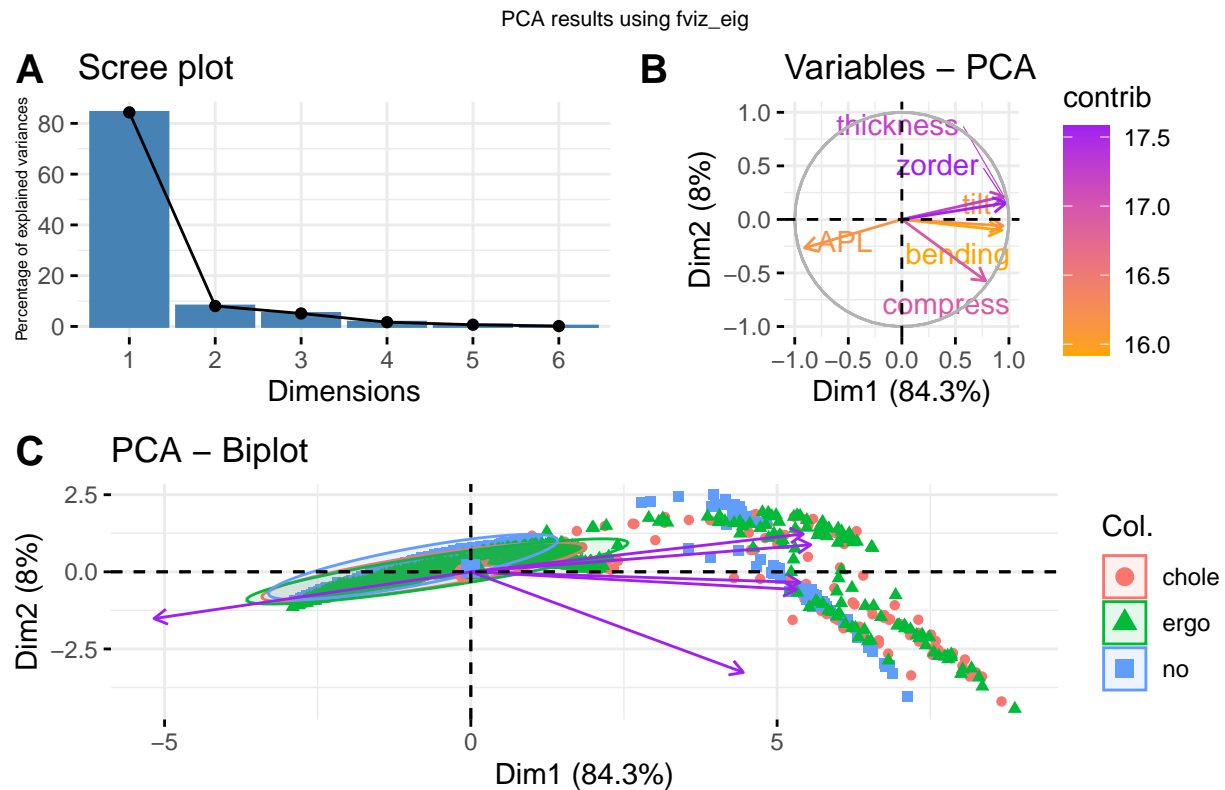 PCA results using fviz_eig
A Scree plot
Percentage of explained variances
80
60
40
20
0
1 2 3 4 5 6
Dimensions
B Variables − PCA
Dim2 (8%)
1.0
0.5
0.0
−0.5
−1.0
thickness
zorder
tilt
APL
bending
compress
−1.0 −0.5 0.0 0.5 1.0
Dim1 (84.3%)
contrib
17.5
17.0
16.5
16.0
C PCA − Biplot
Dim2 (8%)
2.5
0.0
−2.5
−5 0 5
Dim1 (84.3%)
Col.
chole
ergo
no